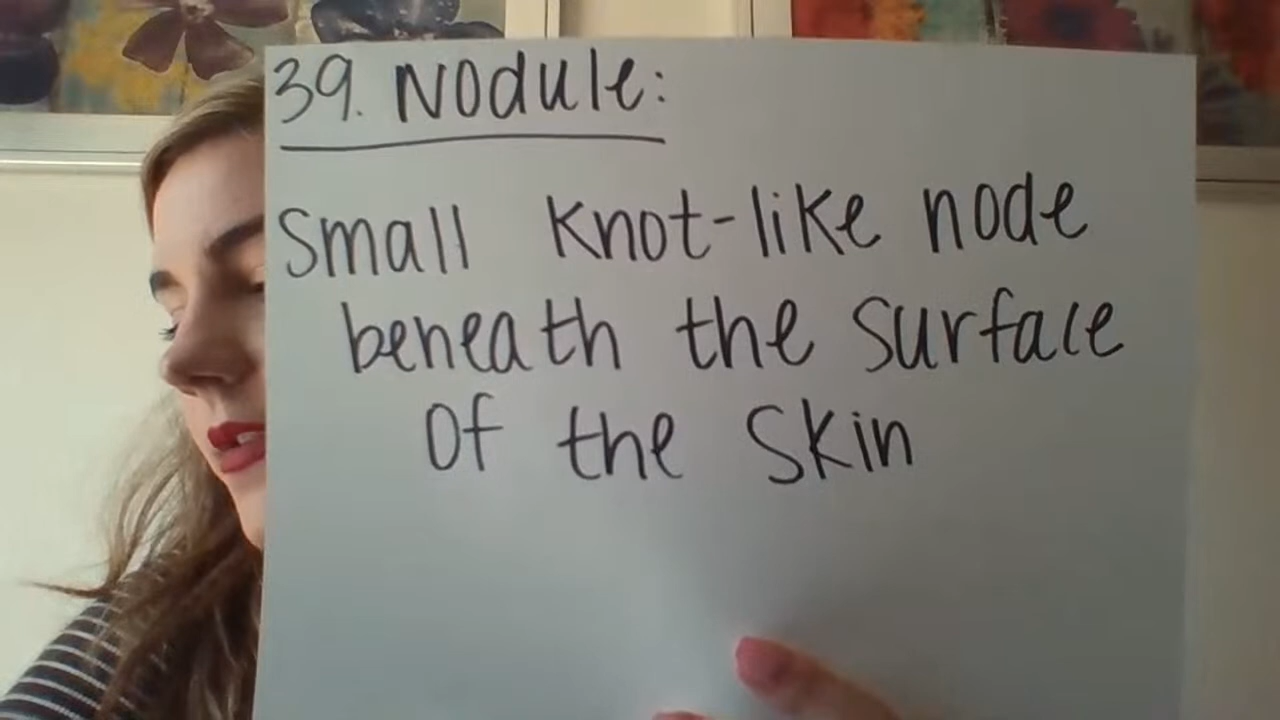 39. Nodule:
Small knot-like node
beneath the surface
of the skin